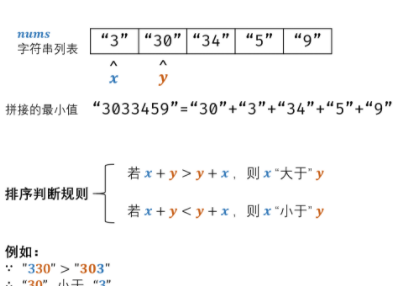 nums
字符串列表
“3” “30” “34” “5” “9”
^ ^
x y
拼接的最小值 “3033459”=“30”+“3”+“34”+“5”+“9”
若 x + y > y + x ，则 x “大于” y
排序判断规则
若 x + y < y + x ，则 x “小于” y
例如：
∵ "330" > "303"
∴ “30” 小于 “3”